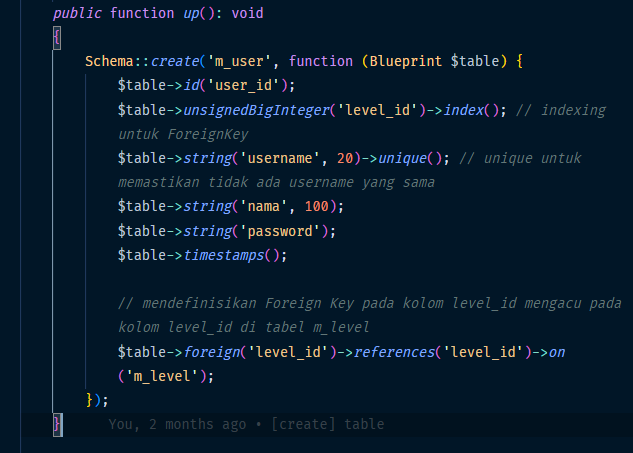 public function up(): void
{
Schema::create('m_user', function (Blueprint $table) {
$table->id('user_id');
$table->unsignedBigInteger('level_id')->index(); // indexing
untuk ForeignKey
$table->string('username', 20)->unique(); // unique untuk
memastikan tidak ada username yang sama
$table->string('nama', 100);
$table->string('password');
$table->timestamps();
// mendefinisikan Foreign Key pada kolom level_id mengacu pada
kolom level_id di tabel m_level
$table->foreign('level_id')->references('level_id')->on
('m_level');
});
} You, 2 months ago • [create] table